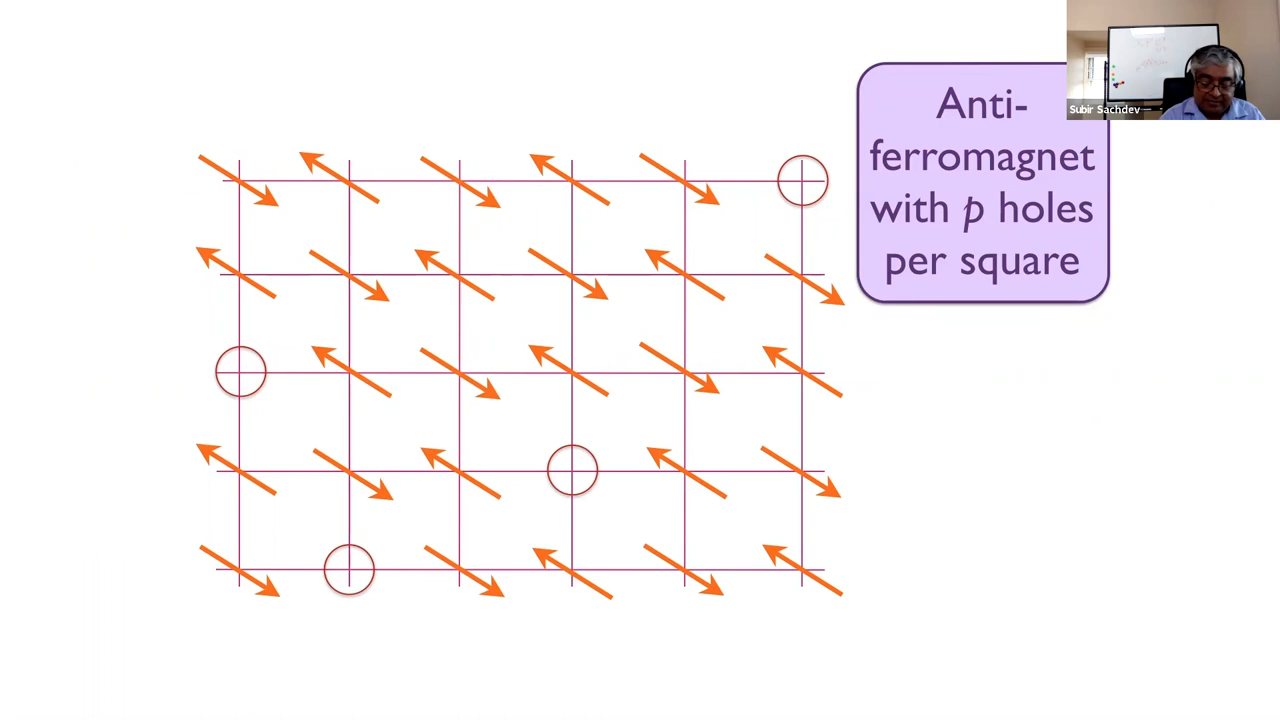 Anti-
ferromagnet
with p holes
per square
Subir Sachdev